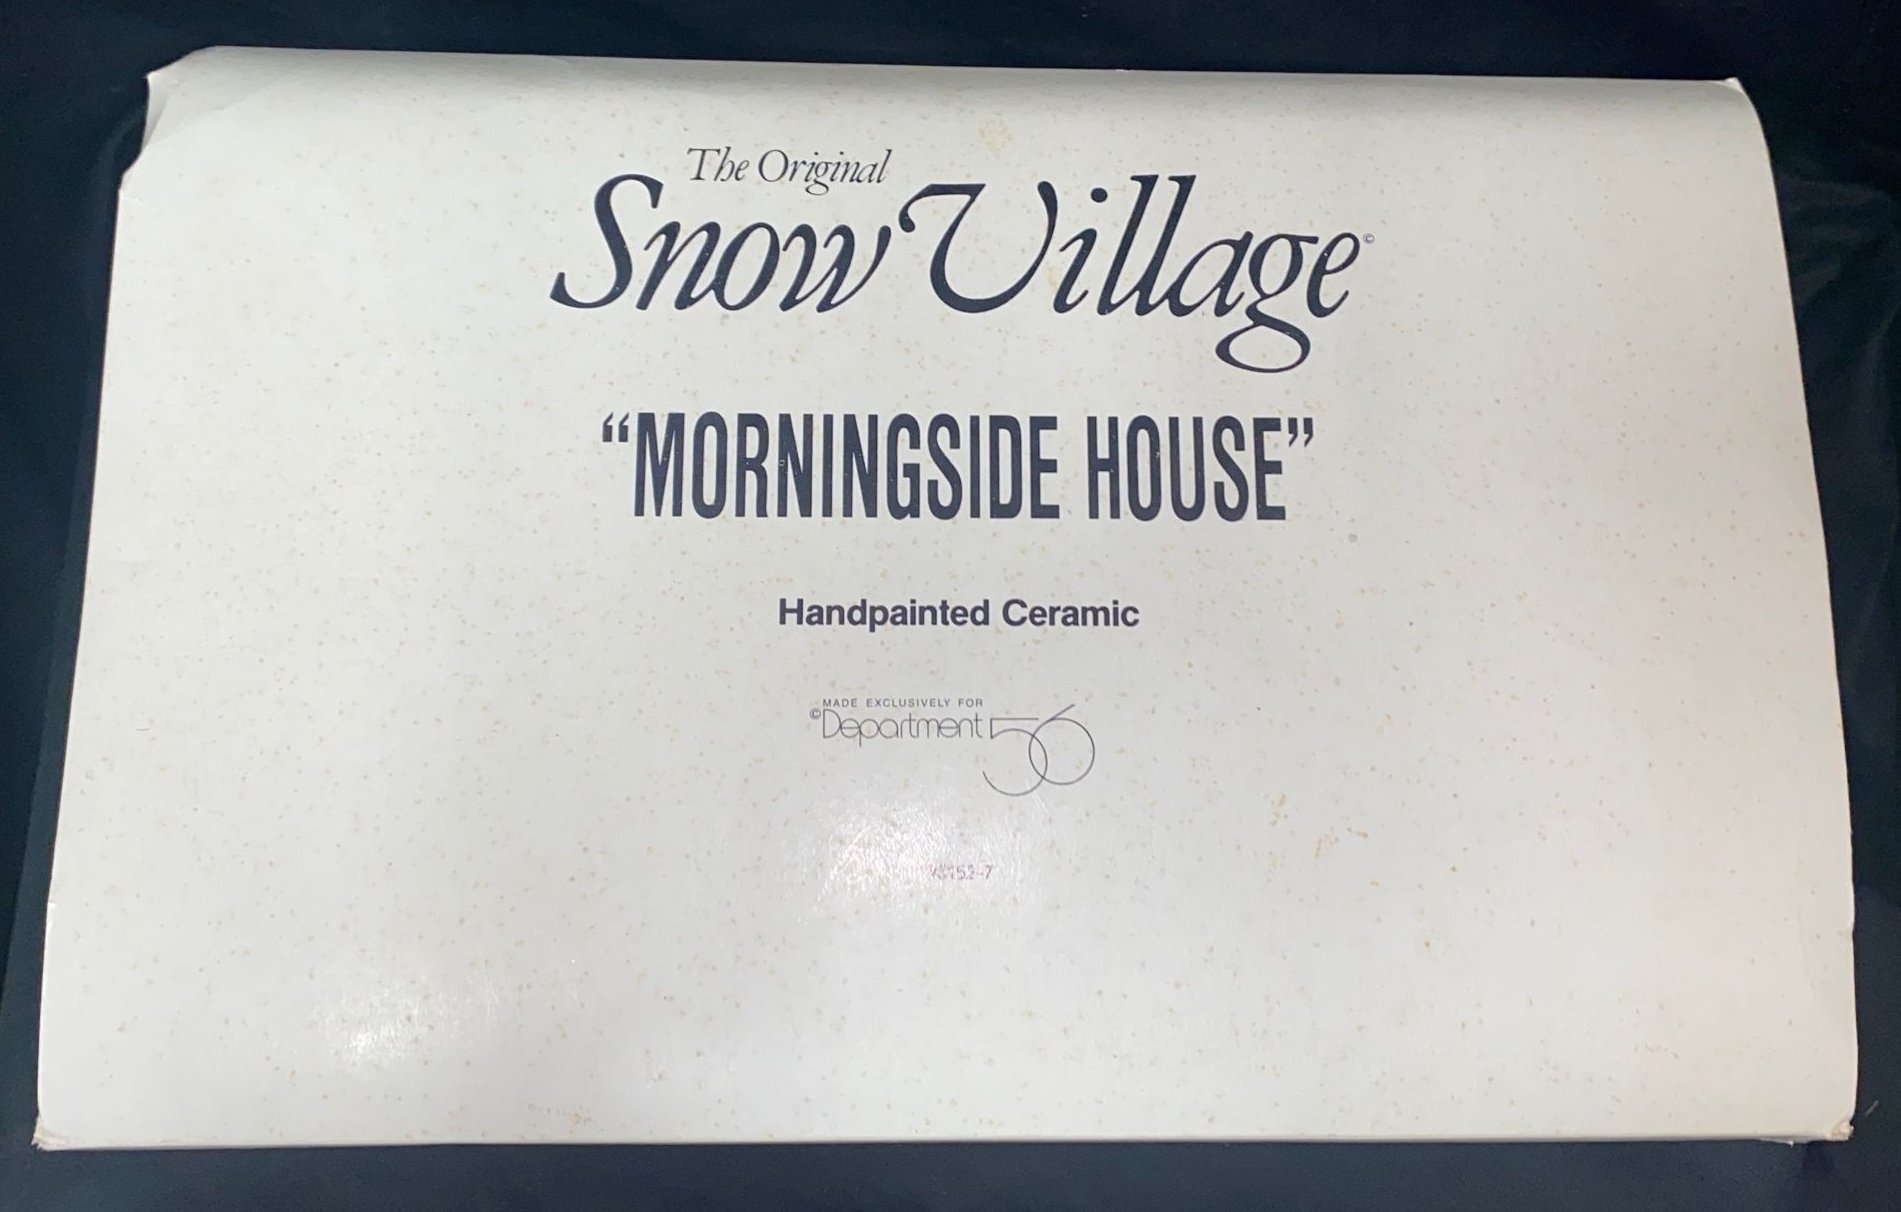 The Original
Snow Village©
“MORNINGSIDE HOUSE”
Handpainted Ceramic
MADE EXCLUSIVELY FOR
©Department 56